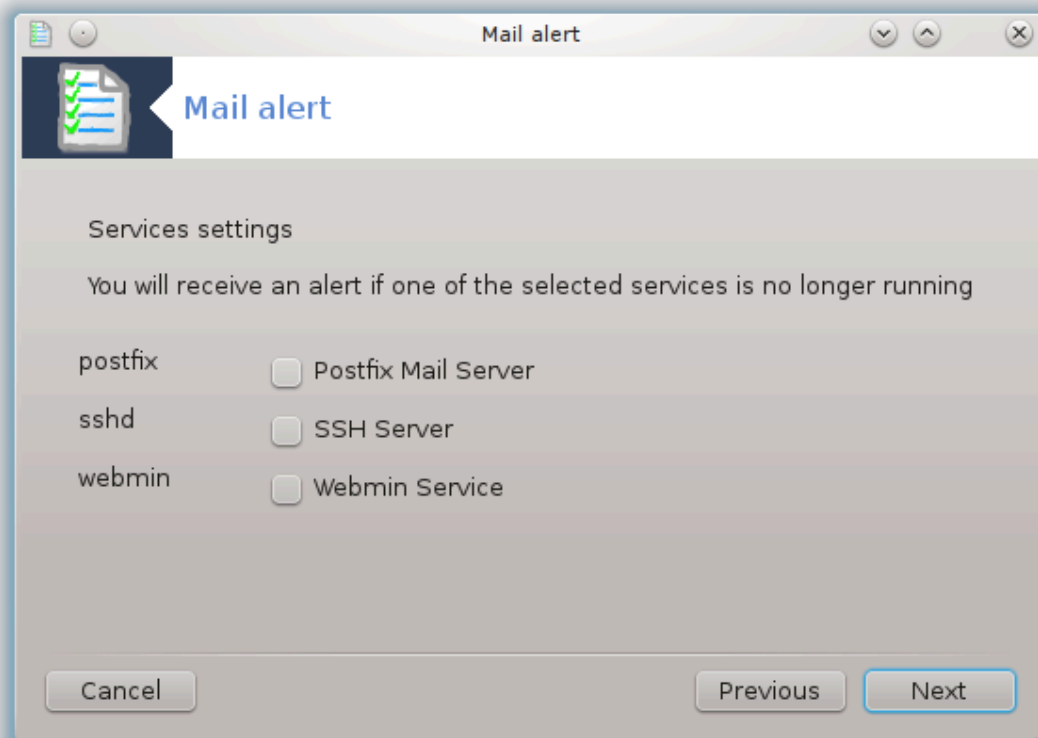 Mail alert
Mail alert
Services settings
You will receive an alert if one of the selected services is no longer running
postfix Postfix Mail Server
sshd SSH Server
webmin Webmin Service
Cancel Previous Next